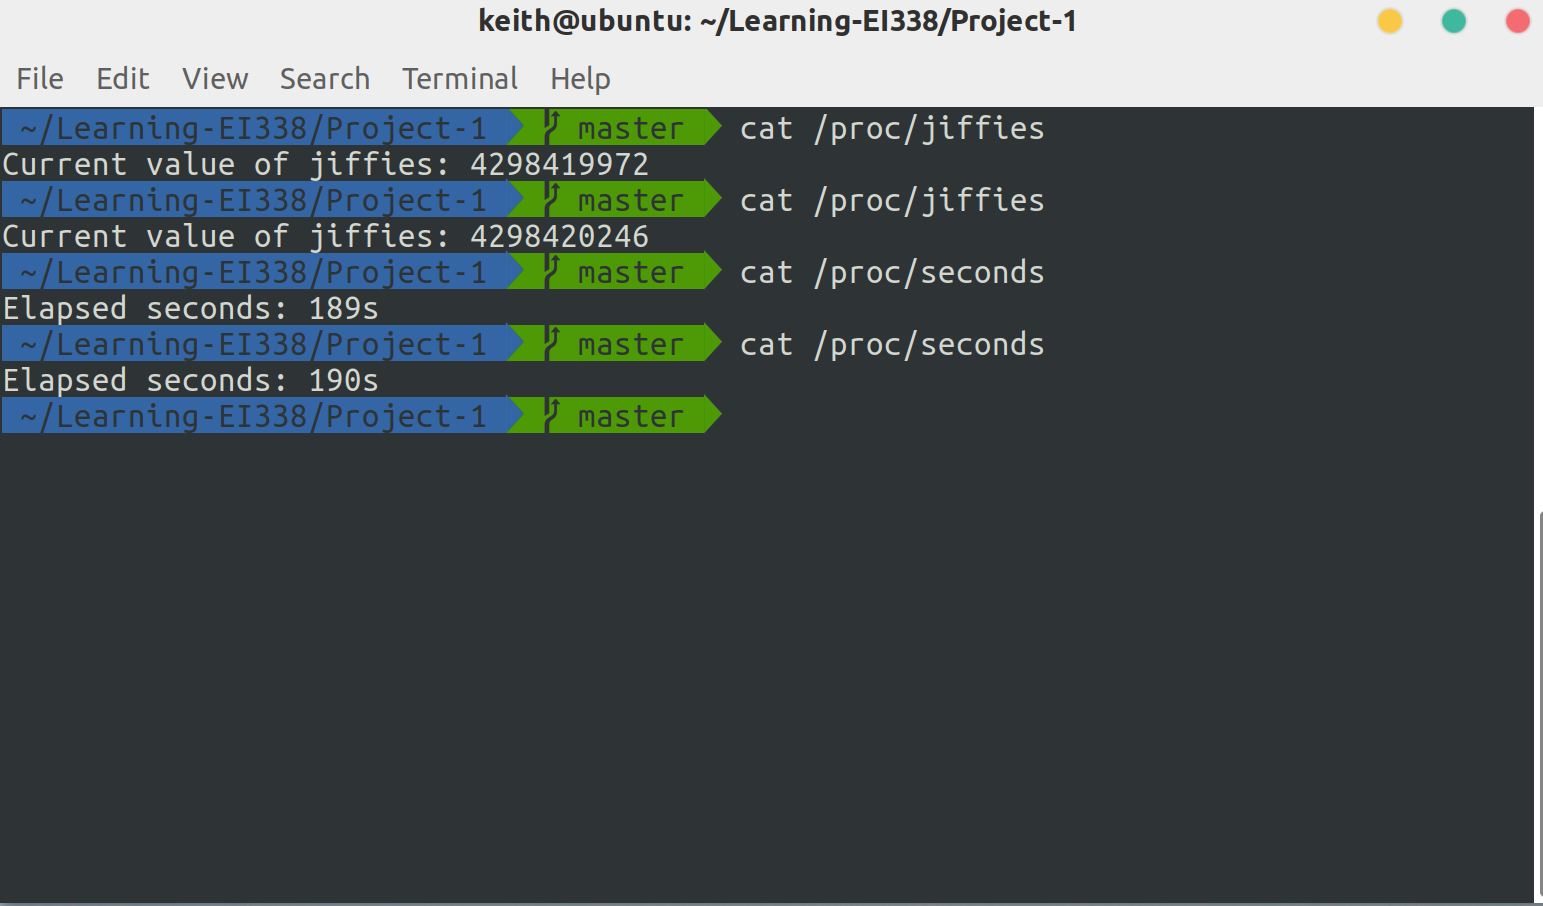 keith@ubuntu: ~/Learning-EI338/Project-1
File Edit View Search Terminal Help
~/Learning-EI338/Project-1 master cat /proc/jiffies
Current value of jiffies: 4298419972
~/Learning-EI338/Project-1 master cat /proc/jiffies
Current value of jiffies: 4298420246
~/Learning-EI338/Project-1 master cat /proc/seconds
Elapsed seconds: 189s
~/Learning-EI338/Project-1 master cat /proc/seconds
Elapsed seconds: 190s
~/Learning-EI338/Project-1 master